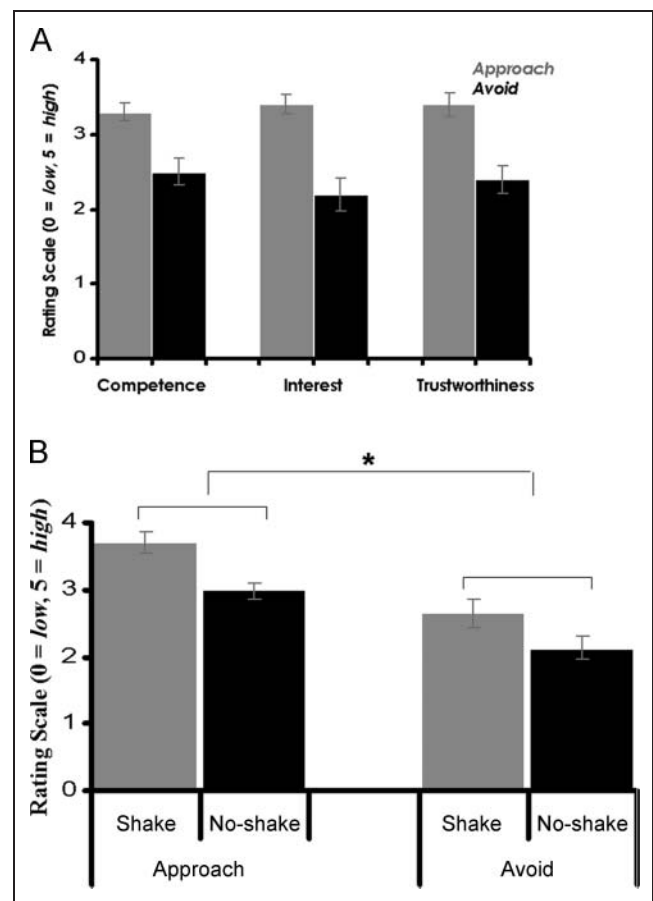 A
4
3
2
1
0
Rating Scale (0 = low, 5 = high)
Approach
Avoid
Competence Interest Trustworthiness
B
*
4
3
2
1
0
Rating Scale (0 = low, 5 = high)
Shake No-shake Shake No-shake
Approach Avoid